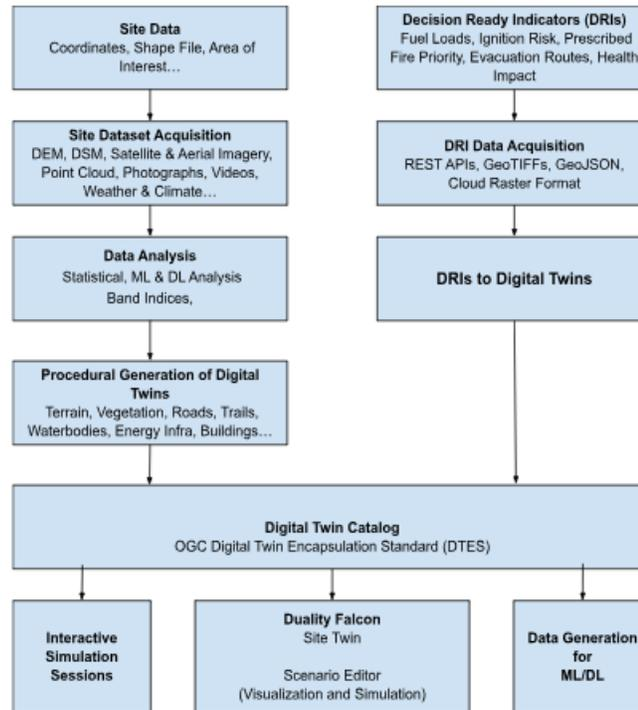 Site Data
Coordinates, Shape File, Area of
Interest…
Decision Ready Indicators (DRIs)
Fuel Loads, Ignition Risk, Prescribed
Fire Priority, Evacuation Routes, Health
Impact
Site Dataset Acquisition
DEM, DSM, Satellite & Aerial Imagery,
Point Cloud, Photographs, Videos,
Weather & Climate…
DRI Data Acquisition
REST APIs, GeoTIFFs, GeoJSON,
Cloud Raster Format
Data Analysis
Statistical, ML & DL Analysis
Band Indices,
DRIs to Digital Twins
Procedural Generation of Digital
Twins
Terrain, Vegetation, Roads, Trails,
Waterbodies, Energy Infra, Buildings…
Digital Twin Catalog
OGC Digital Twin Encapsulation Standard (DTES)
Interactive
Simulation
Sessions
Duality Falcon
Site Twin
Scenario Editor
(Visualization and Simulation)
Data Generation
for
ML/DL